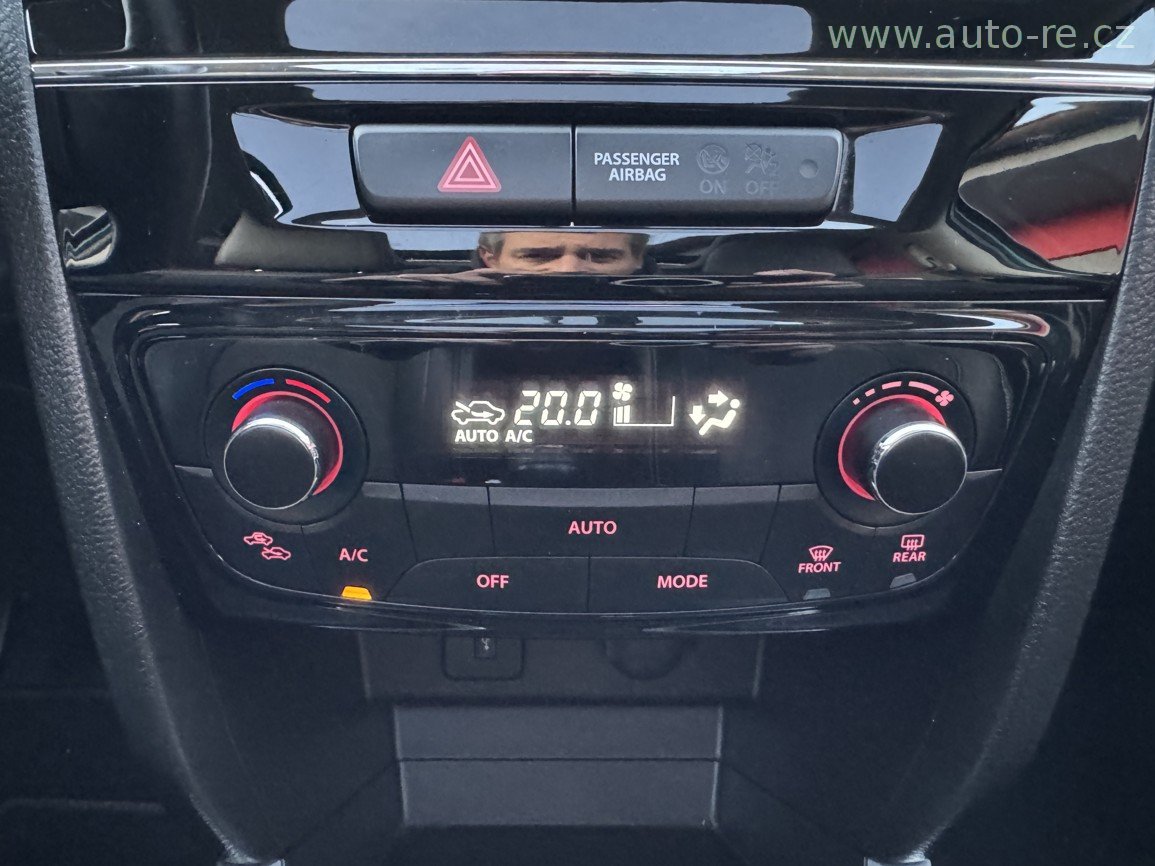 www.auto-re.cz
PASSENGER
AIRBAG
ON OFF
20.0
AUTO A/C
AUTO
A/C
OFF
MODE
FRONT
REAR